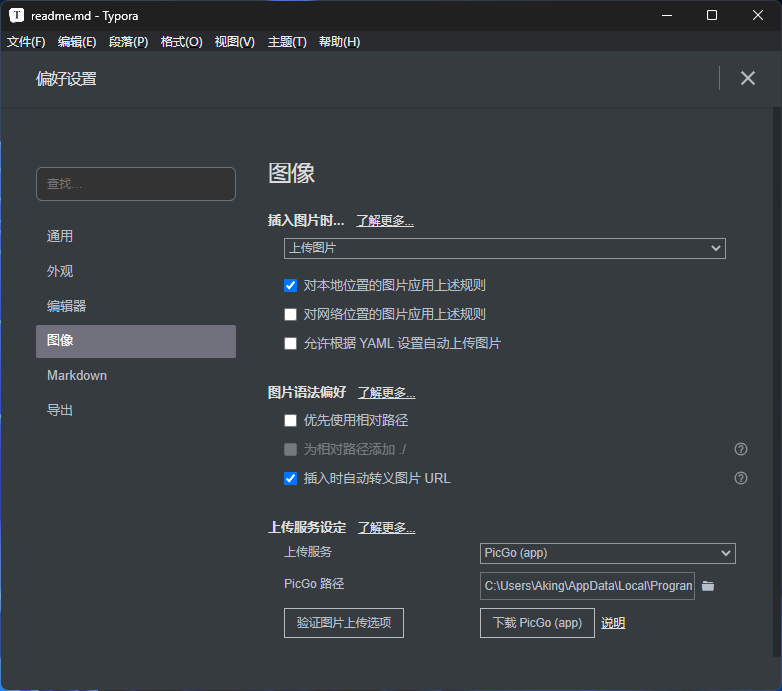 readme.md - Typora
文件(F) 编辑(E) 段落(P) 格式(O) 视图(V) 主题(T) 帮助(H)
偏好设置
查找...
通用
外观
编辑器
图像
Markdown
导出
图像
插入图片时... 了解更多...
上传图片
对本地位置的图片应用上述规则
对网络位置的图片应用上述规则
允许根据 YAML 设置自动上传图片
图片语法偏好 了解更多...
优先使用相对路径
为相对路径添加 ./
插入时自动转义图片 URL
上传服务设定 了解更多...
上传服务 PicGo (app)
PicGo 路径 C:\Users\Aking\AppData\Local\Program
验证图片上传选项 下载 PicGo (app) 说明